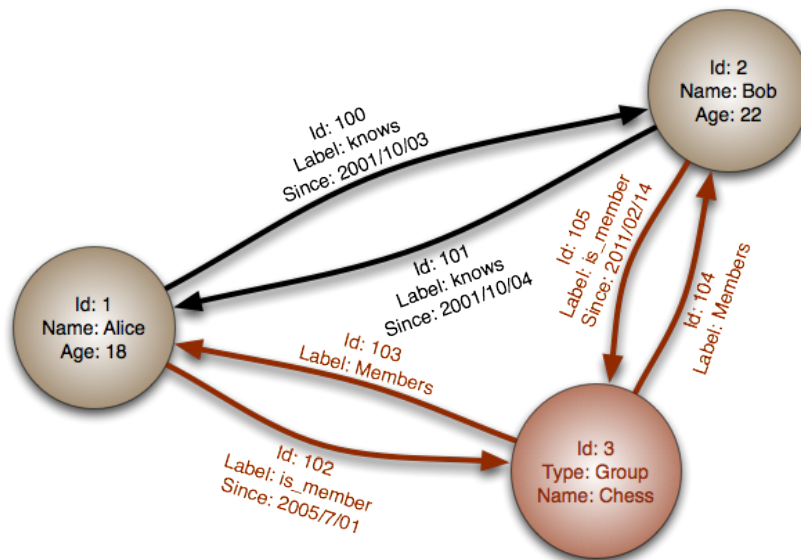 Id: 2
Name: Bob
Age: 22
Id: 100
Label: knows
Since: 2001/10/03
Id: 101
Label: knows
Since: 2001/10/04
Id: 105
Label: is_member
Since: 2011/02/14
Id: 104
Label: Members
Id: 1
Name: Alice
Age: 18
Id: 103
Label: Members
Id: 102
Label: is_member
Since: 2005/7/01
Id: 3
Type: Group
Name: Chess